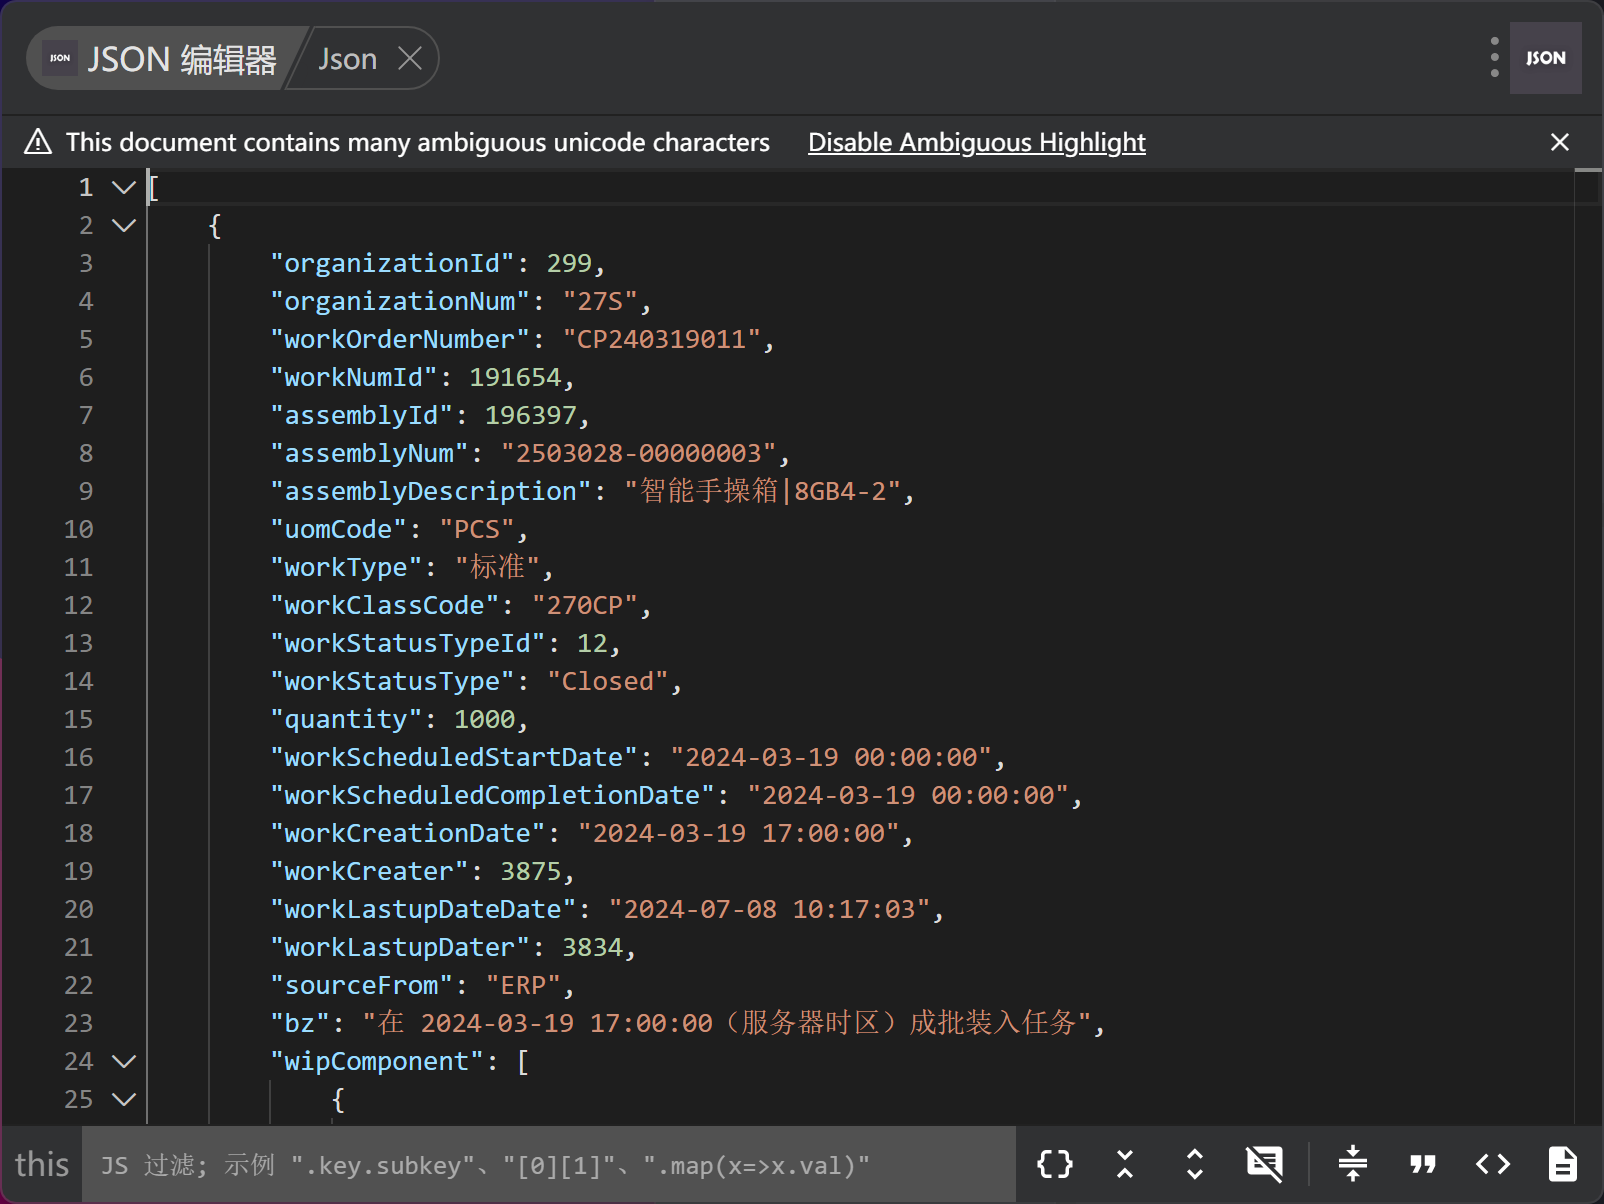 JSON JSON 编辑器 Json JSON
This document contains many ambiguous unicode characters Disable Ambiguous Highlight
1 [
2 {
3 "organizationId": 299,
4 "organizationNum": "27S",
5 "workOrderNumber": "CP240319011",
6 "workNumId": 191654,
7 "assemblyId": 196397,
8 "assemblyNum": "2503028-00000003",
9 "assemblyDescription": "智能手操箱|8GB4-2",
10 "uomCode": "PCS",
11 "workType": "标准",
12 "workClassCode": "270CP",
13 "workStatusTypeId": 12,
14 "workStatusType": "Closed",
15 "quantity": 1000,
16 "workScheduledStartDate": "2024-03-19 00:00:00",
17 "workScheduledCompletionDate": "2024-03-19 00:00:00",
18 "workCreationDate": "2024-03-19 17:00:00",
19 "workCreater": 3875,
20 "workLastupDateDate": "2024-07-08 10:17:03",
21 "workLastupDater": 3834,
22 "sourceFrom": "ERP",
23 "bz": "在 2024-03-19 17:00:00（服务器时区）成批装入任务",
24 "wipComponent": [
25 {
this JS 过滤; 示例 ".key.subkey"、"[0][1]"、".map(x=>x.val)"